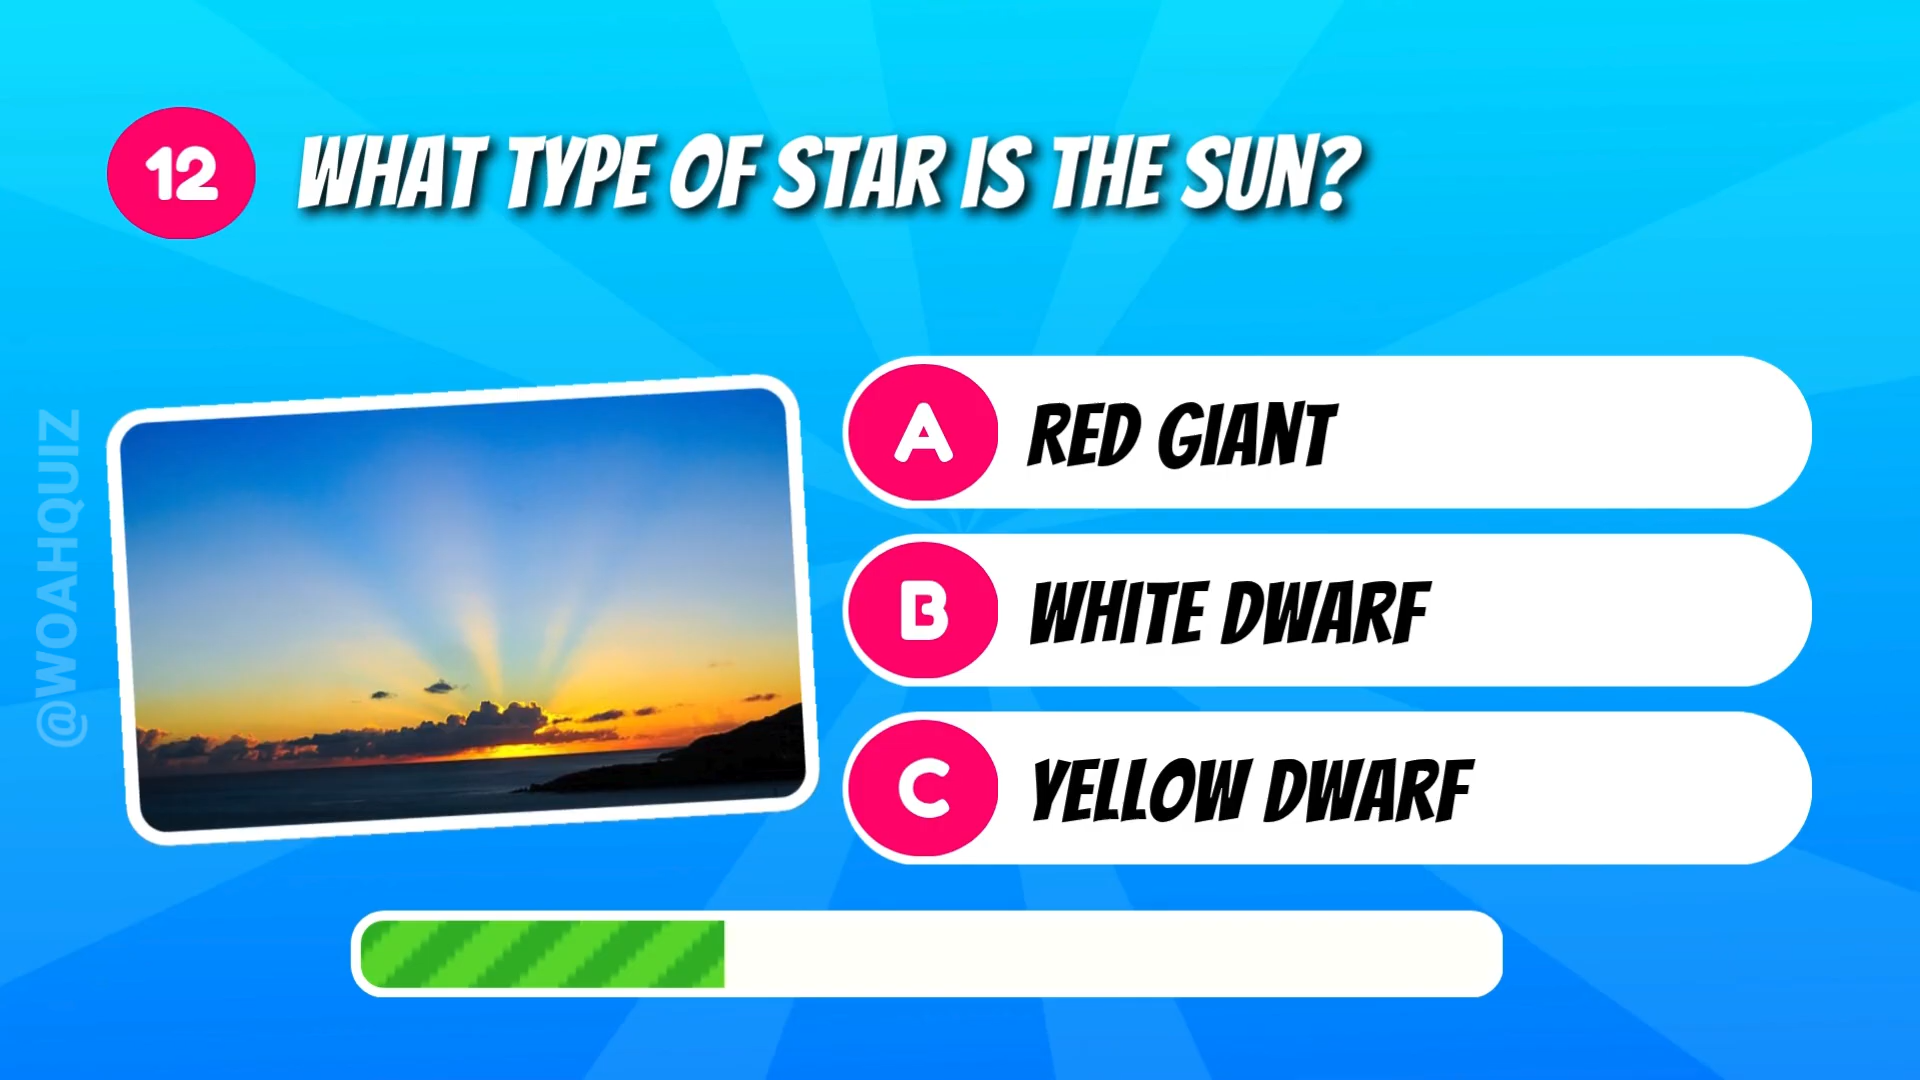 12
WHAT TYPE OF STAR IS THE SUN?
@WOAHQUIZ
A RED GIANT
B WHITE DWARF
C YELLOW DWARF